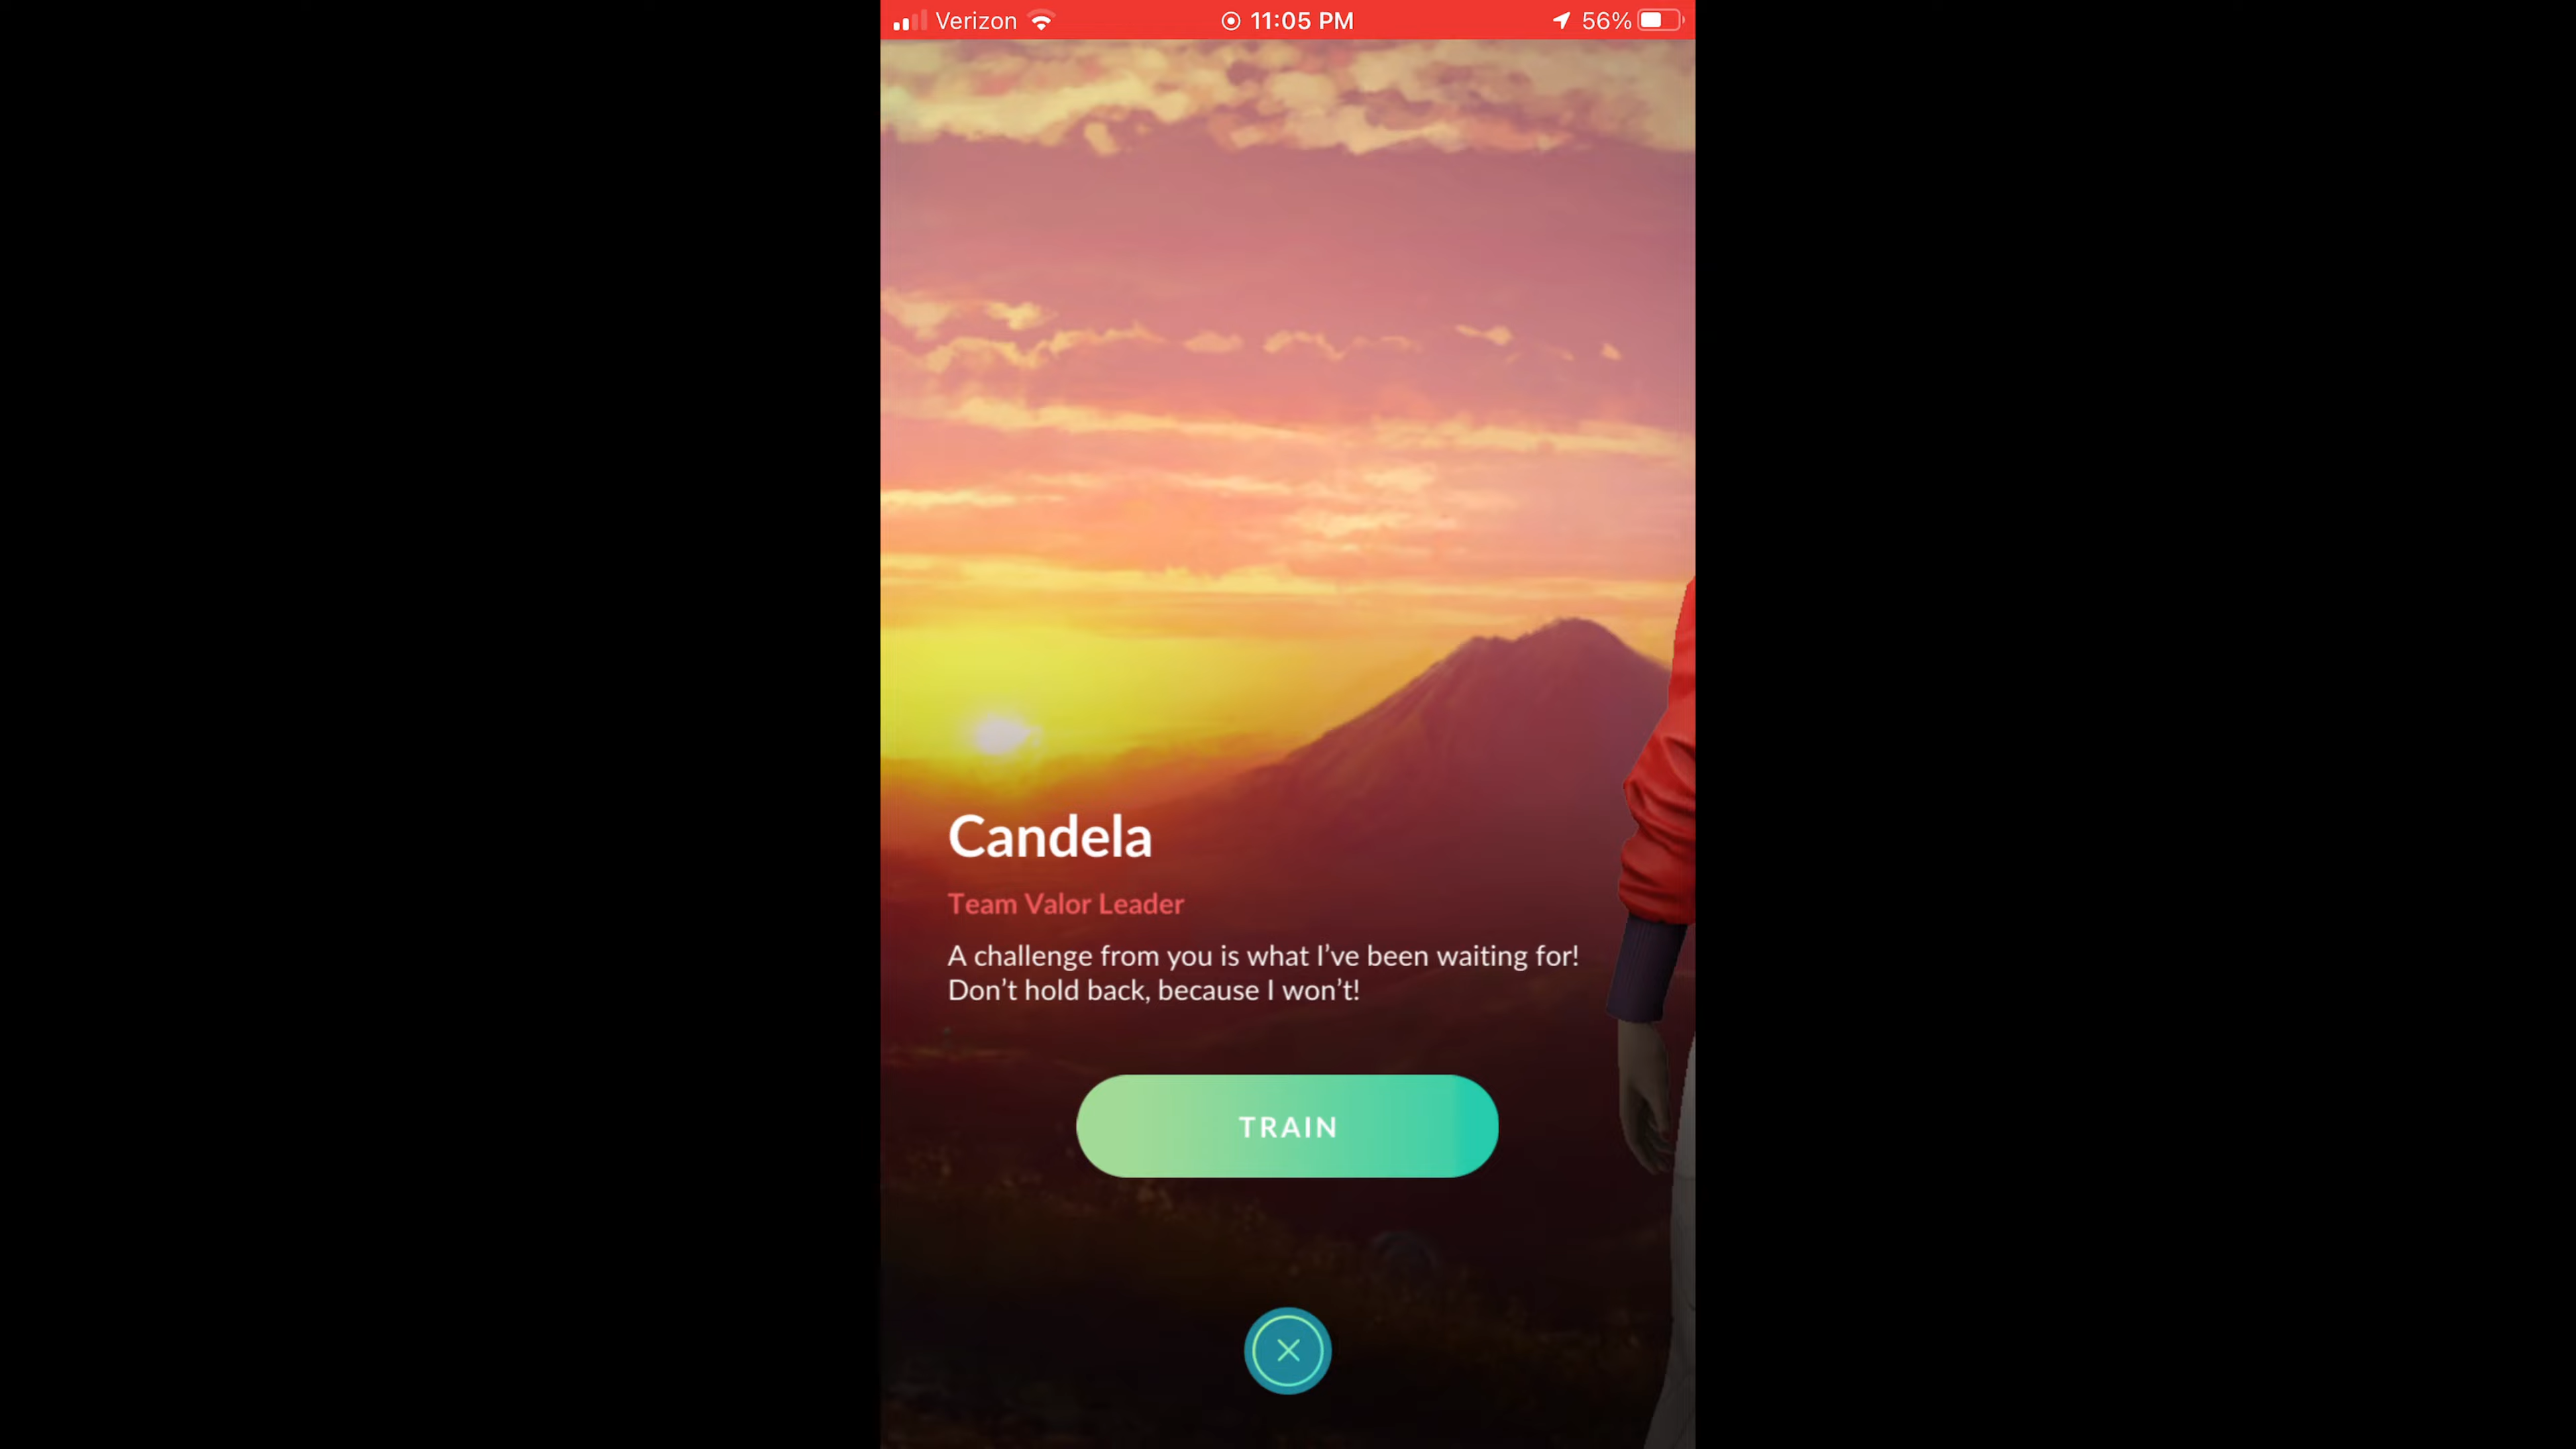 Verizon 11:05 PM 56%
Candela
Team Valor Leader
A challenge from you is what I've been waiting for!
Don't hold back, because I won't!
TRAIN